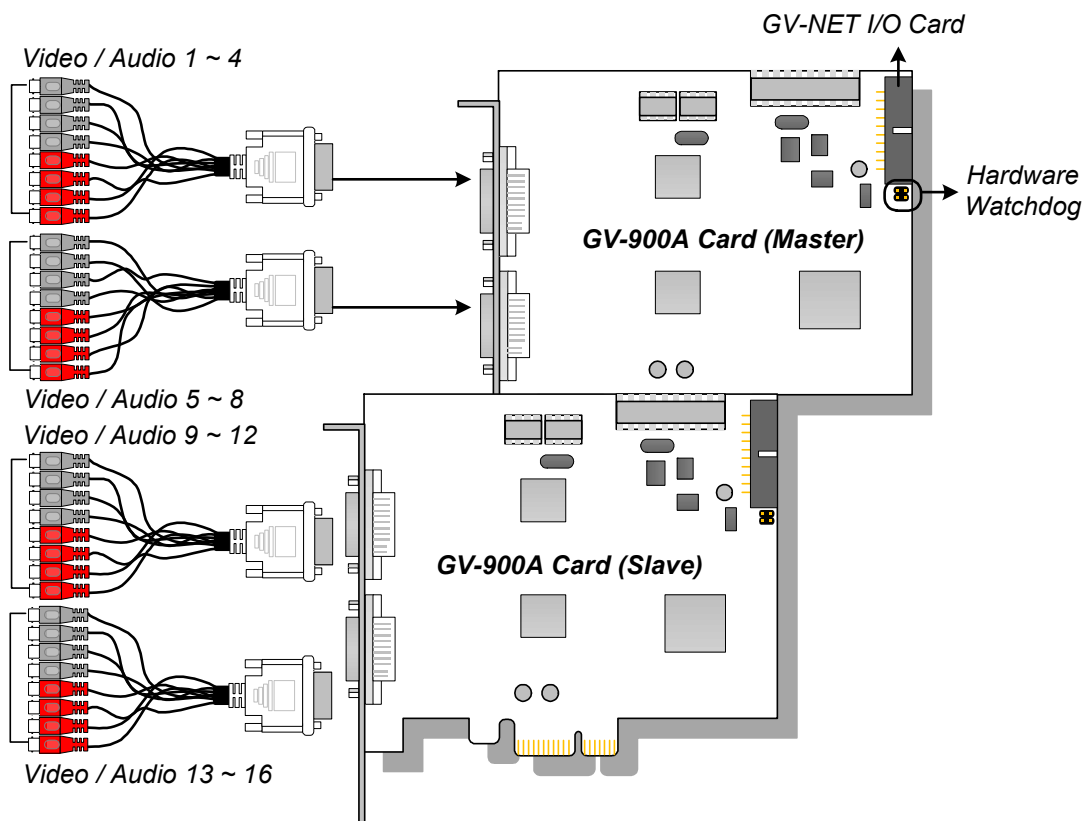 GV-NET I/O Card
Video / Audio 1 ~ 4
Hardware
Watchdog
GV-900A Card (Master)
Video / Audio 5 ~ 8
Video / Audio 9 ~ 12
GV-900A Card (Slave)
Video / Audio 13 ~ 16